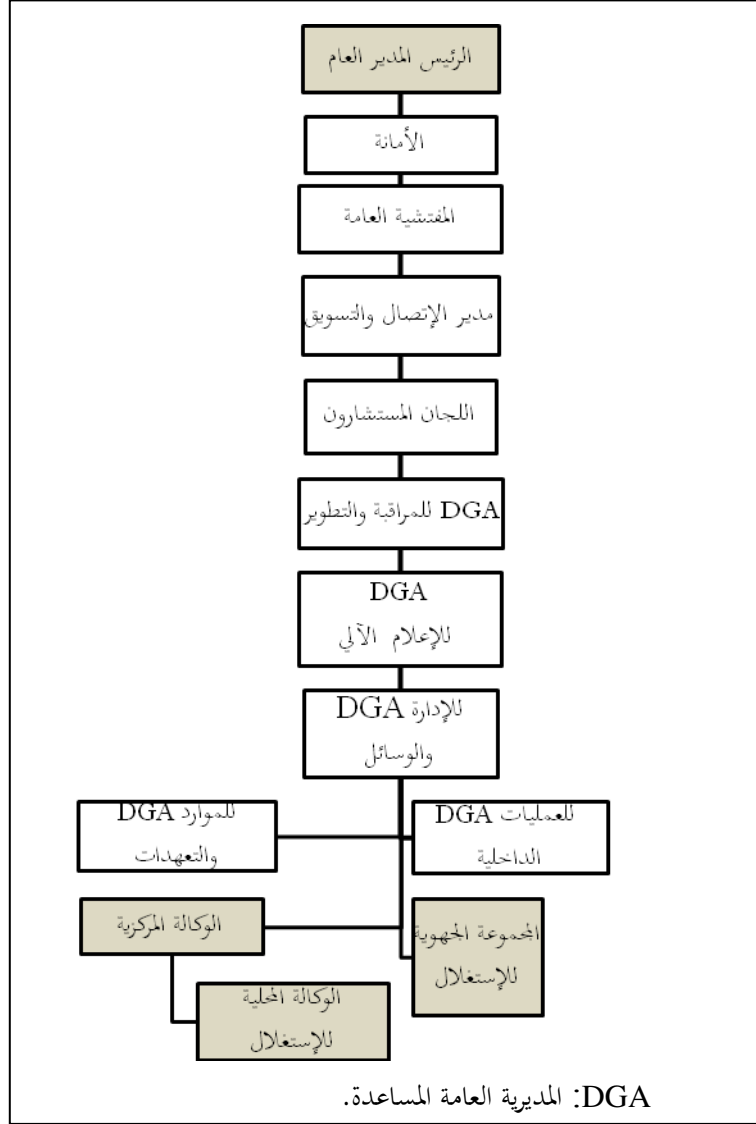 الرئيس المدير العام
الأمانة
المفتشية العامة
مدير الإتصال والتسويق
اللجان المستشارون
DGA للمراقبة والتطوير
DGA
للإعلام الآلي
للإدارة DGA
والوسائل
للعمليات DGA
الداخلية
للموارد DGA
والتعهدات
المجموعة الجهوية
للإستغلال
الوكالة المركزية
الوكالة المحلية
للإستغلال
DGA: المديرية العامة المساعدة.